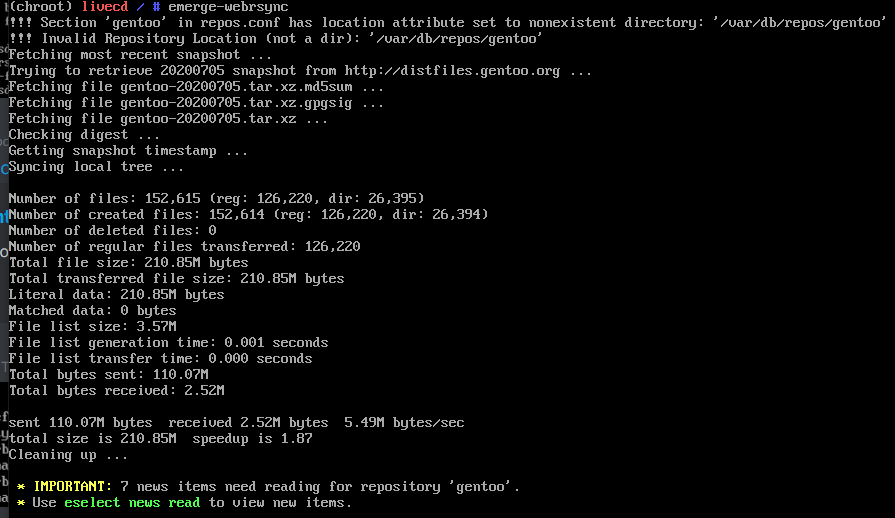 (chroot) livecd / # emerge-webrsync
!!! Section 'gentoo' in repos.conf has location attribute set to nonexistent directory: '/var/db/repos/gentoo'
!!! Invalid Repository Location (not a dir): '/var/db/repos/gentoo'
Fetching most recent snapshot ...
Trying to retrieve 20200705 snapshot from http://distfiles.gentoo.org ...
Fetching file gentoo-20200705.tar.xz.md5sum ...
Fetching file gentoo-20200705.tar.xz.gpgsig ...
Fetching file gentoo-20200705.tar.xz ...
Checking digest ...
Getting snapshot timestamp ...
Syncing local tree ...
Number of files: 152,615 (reg: 126,220, dir: 26,395)
Number of created files: 152,614 (reg: 126,220, dir: 26,394)
Number of deleted files: 0
Number of regular files transferred: 126,220
Total file size: 210.85M bytes
Total transferred file size: 210.85M bytes
Literal data: 210.85M bytes
Matched data: 0 bytes
File list size: 3.57M
File list generation time: 0.001 seconds
File list transfer time: 0.000 seconds
Total bytes sent: 110.07M
Total bytes received: 2.52M
sent 110.07M bytes  received 2.52M bytes  5.49M bytes/sec
total size is 210.85M  speedup is 1.87
Cleaning up ...
* IMPORTANT: 7 news items need reading for repository 'gentoo'.
* Use eselect news read to view new items.